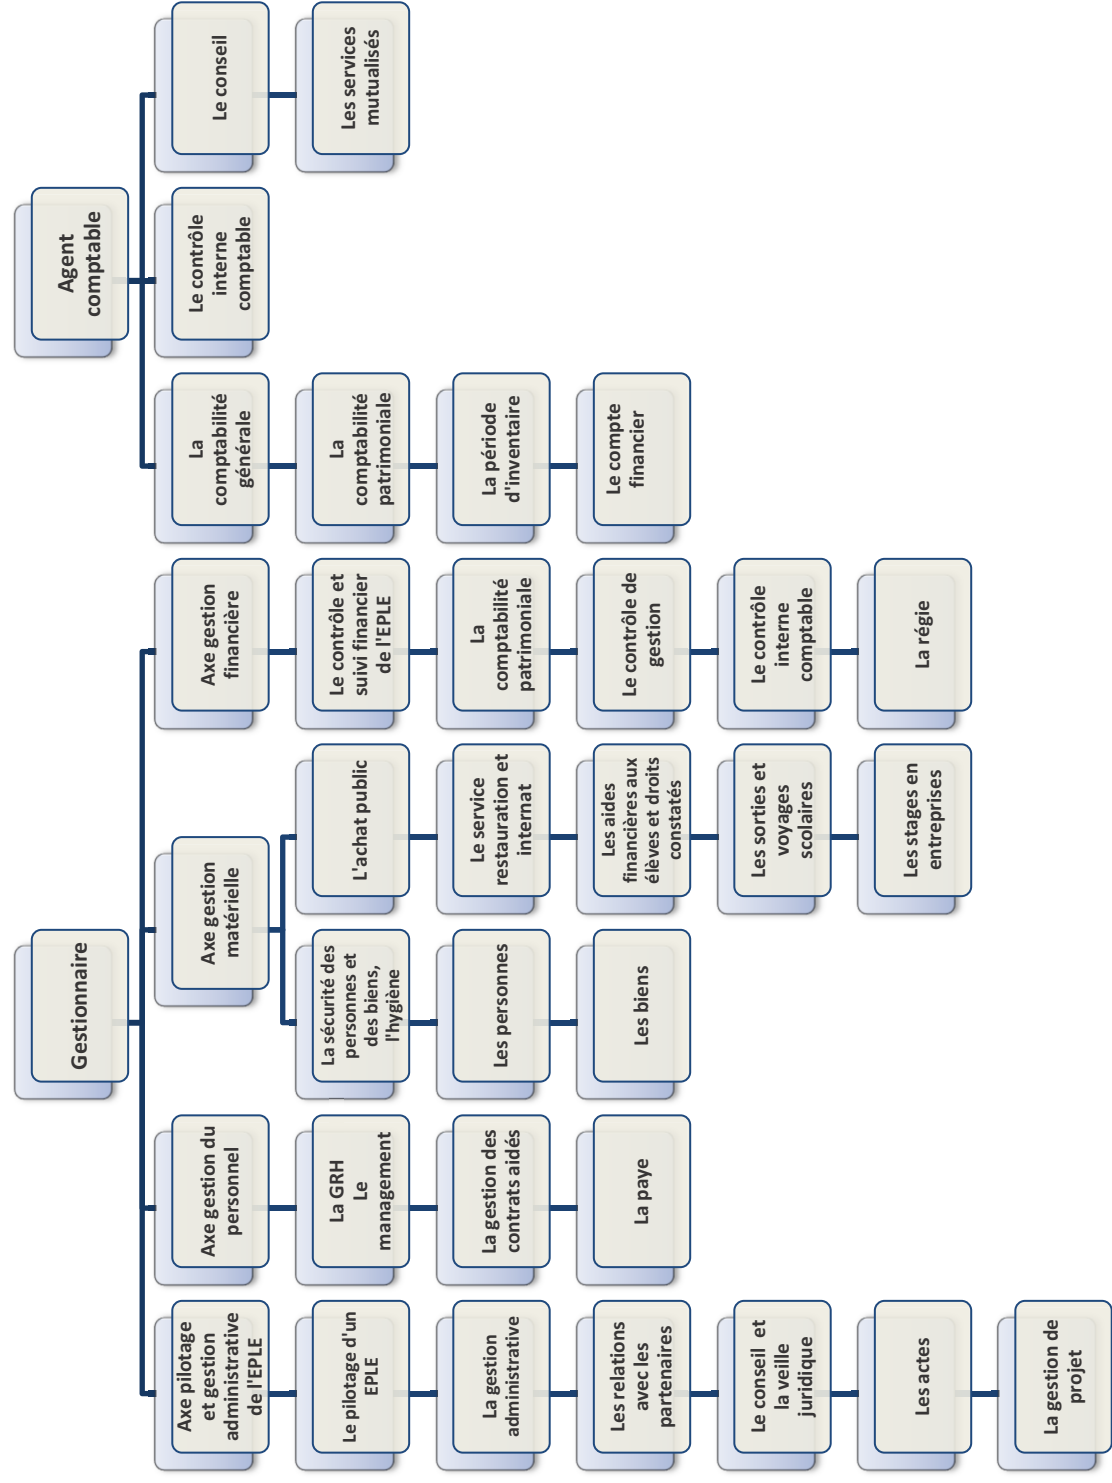 Gestionnaire
Axe pilotage
et gestion
administrative
de l'EPLE
Le pilotage d'un
EPLE
La gestion
administrative
Les relations
avec les
partenaires
Le conseil et
la veille
juridique
Les actes
La gestion de
projet
Axe gestion du
personnel
La GRH
Le
management
La gestion des
contrats aidés
La paye
Axe gestion
matérielle
La sécurité des
personnes et
des biens,
l'hygiène
Les personnes
Les biens
L'achat public
Le service
restauration et
internat
Les aides
financières aux
élèves et droits
constatés
Les sorties et
voyages
scolaires
Les stages en
entreprises
Axe gestion
financière
Le contrôle et
suivi financier
de l'EPLE
La
comptabilité
patrimoniale
Le contrôle de
gestion
Le contrôle
interne
comptable
La régie
Agent
comptable
La
comptabilité
générale
La
comptabilité
patrimoniale
La période
d'inventaire
Le compte
financier
Le contrôle
interne
comptable
Le conseil
Les services
mutualisés